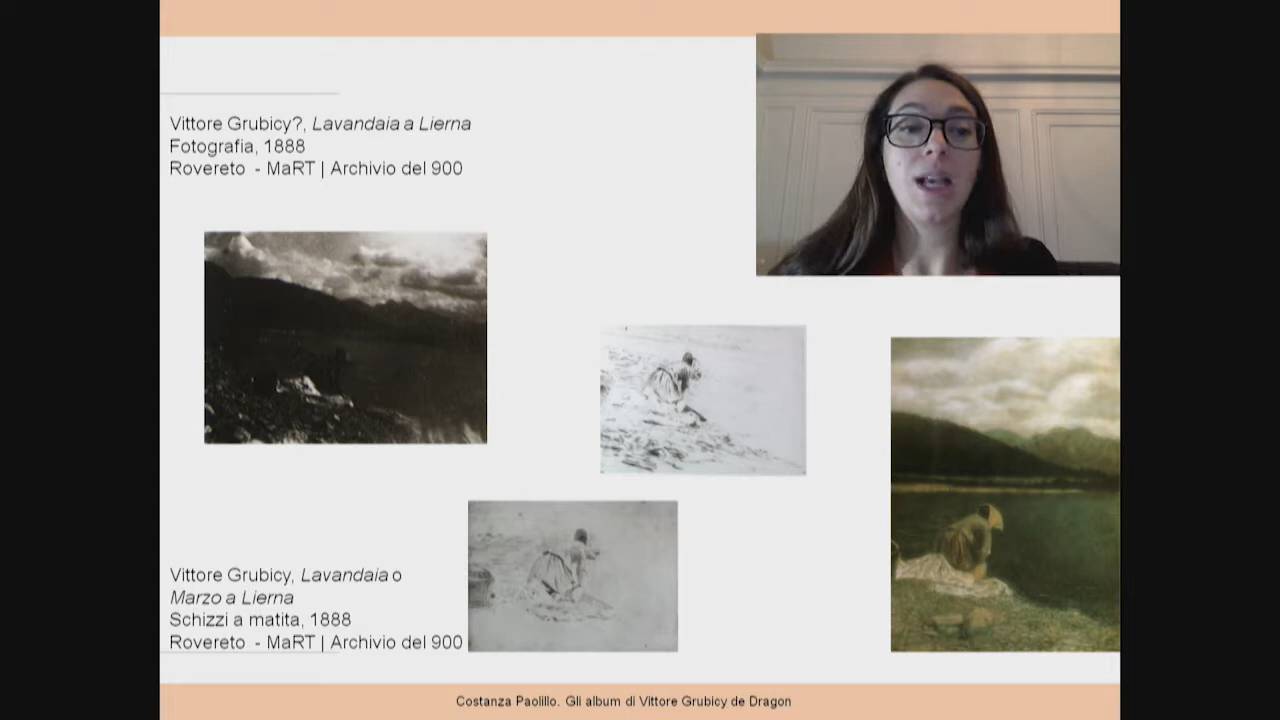 Vittore Grubicy?, Lavandaia a Lierna
Fotografia, 1888
Rovereto - MaRT | Archivio del 900
Vittore Grubicy, Lavandaia o
Marzo a Lierna
Schizzi a matita, 1888
Rovereto - MaRT | Archivio del 900
Costanza Paolillo. Gli album di Vittore Grubicy de Dragon